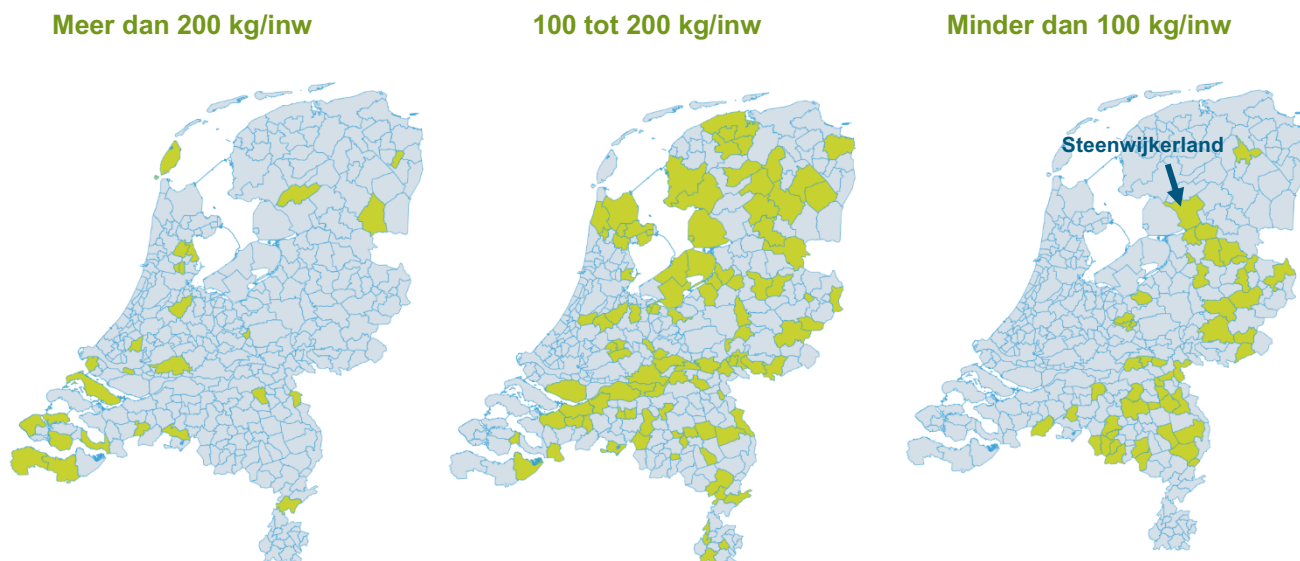 Meer dan 200 kg/inw
100 tot 200 kg/inw
Minder dan 100 kg/inw
Steenwijkerland